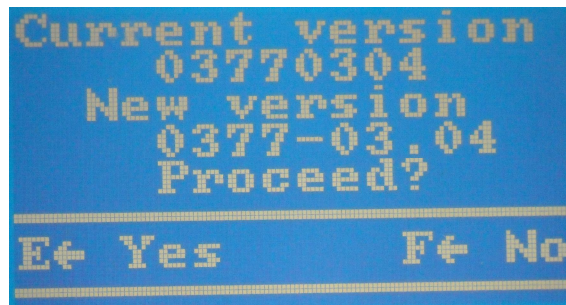 Current version
03770304
New version
0377-03.04
Proceed?
E← Yes F← No